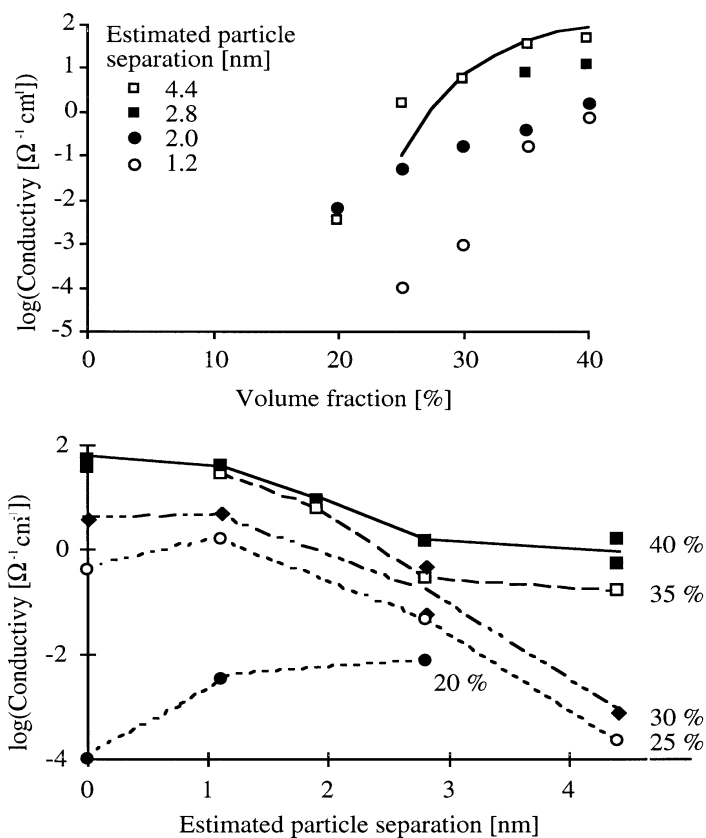 Estimated particle
separation [nm]
4.4
2.8
2.0
1.2
log(Conductivy [Ω⁻¹ cm¹])
2
1
0
-1
-2
-3
-4
-5
0 10 20 30 40
Volume fraction [%]
log(Conductivy [Ω⁻¹ cm⁻¹])
2
0
-2
-4
40 %
35 %
20 %
30 %
25 %
0 1 2 3 4
Estimated particle separation [nm]